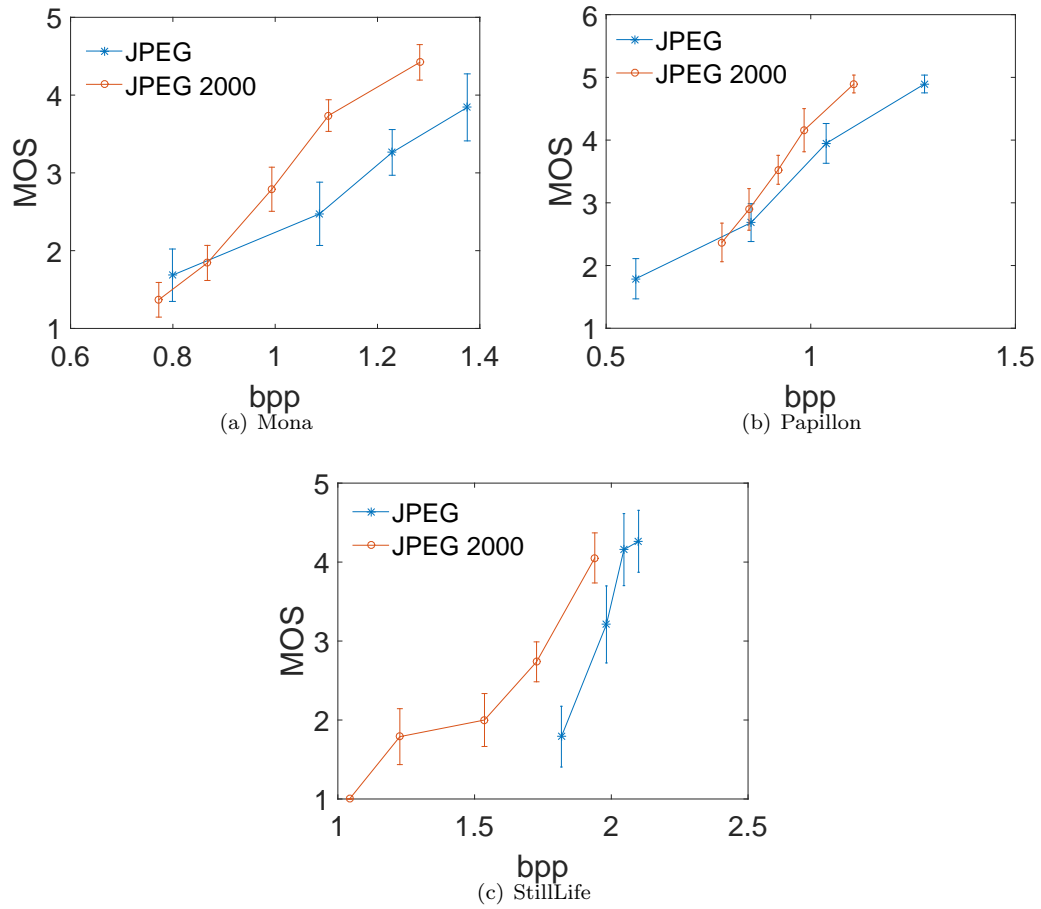 5
4
3
2
1
MOS
JPEG
JPEG 2000
0.6 0.8 1 1.2 1.4
bpp
(a) Mona
6
5
4
3
2
1
MOS
JPEG
JPEG 2000
0.5 1 1.5
bpp
(b) Papillon
5
4
3
2
1
MOS
JPEG
JPEG 2000
1 1.5 2 2.5
bpp
(c) StillLife